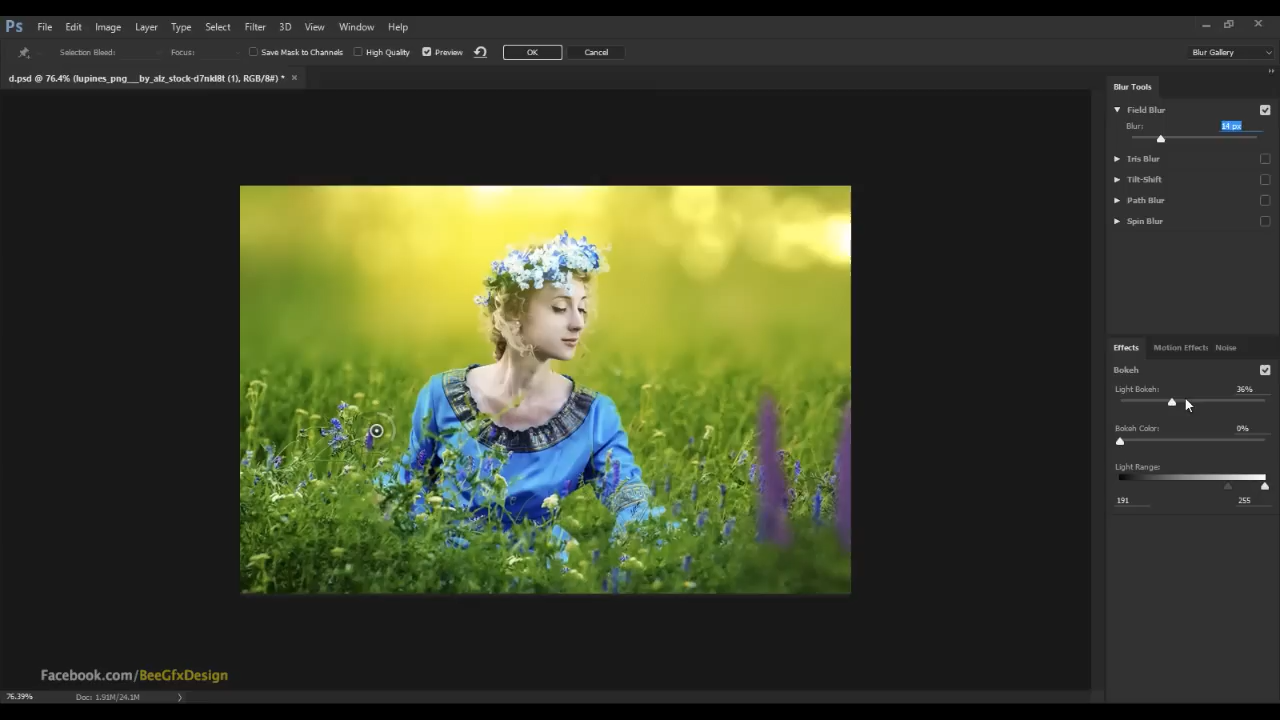 Ps File Edit Image Layer Type Select Filter 3D View Window Help
Selection Bleed: Focus: Save Mask to Channels High Quality Preview OK Cancel Blur Gallery
d.psd @ 76.4% (lupines_png___by_alz_stock-d7nkl8t (1), RGB/8#) * ×
Blur Tools
Field Blur
Blur: 14 px
Iris Blur
Tilt-Shift
Path Blur
Spin Blur
Effects Motion Effects Noise
Bokeh
Light Bokeh: 36%
Bokeh Color: 0%
Light Range:
191 255
Facebook.com/BeeGfxDesign
76.39% Doc: 1.91M/24.1M